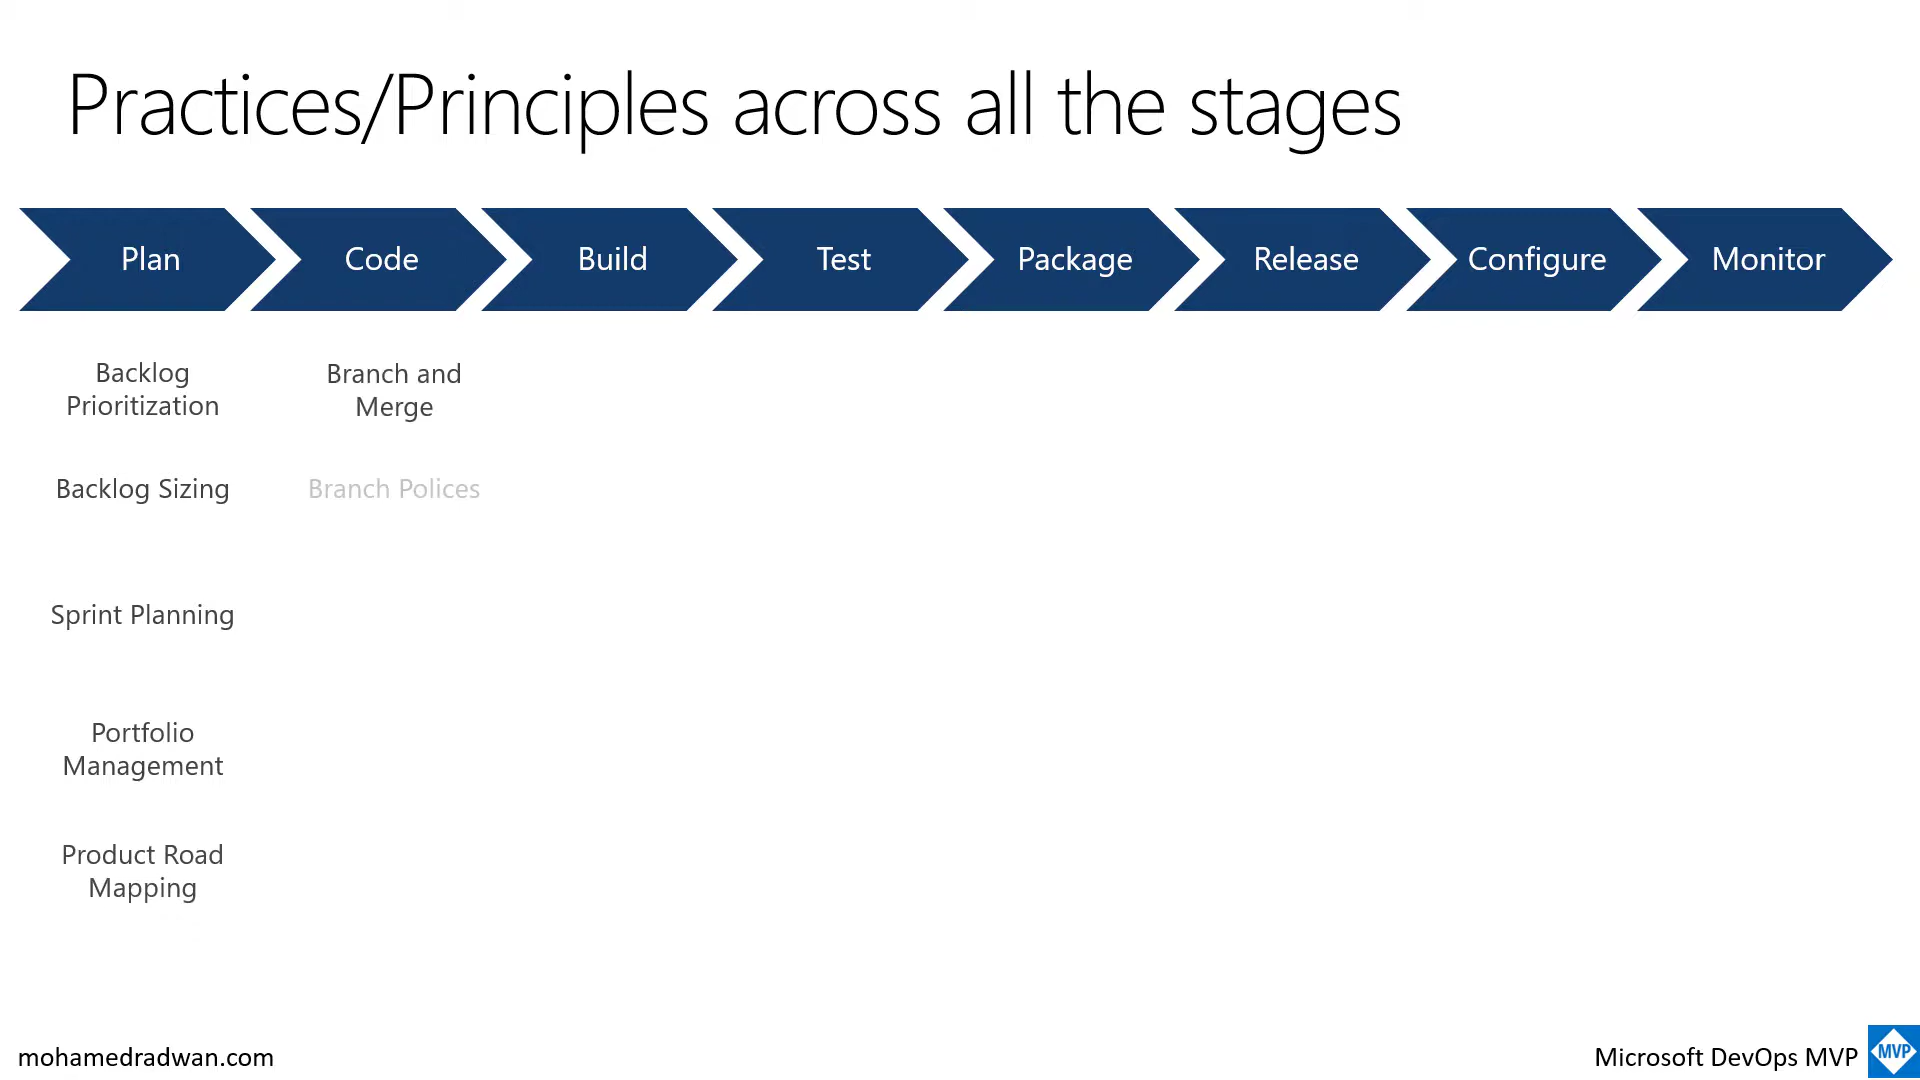 Practices/Principles across all the stages
Plan
Code
Build
Test
Package
Release
Configure
Monitor
Backlog
Prioritization
Branch and
Merge
Backlog Sizing
Branch Polices
Sprint Planning
Portfolio
Management
Product Road
Mapping
mohamedradwan.com
Microsoft DevOps MVP
MVP